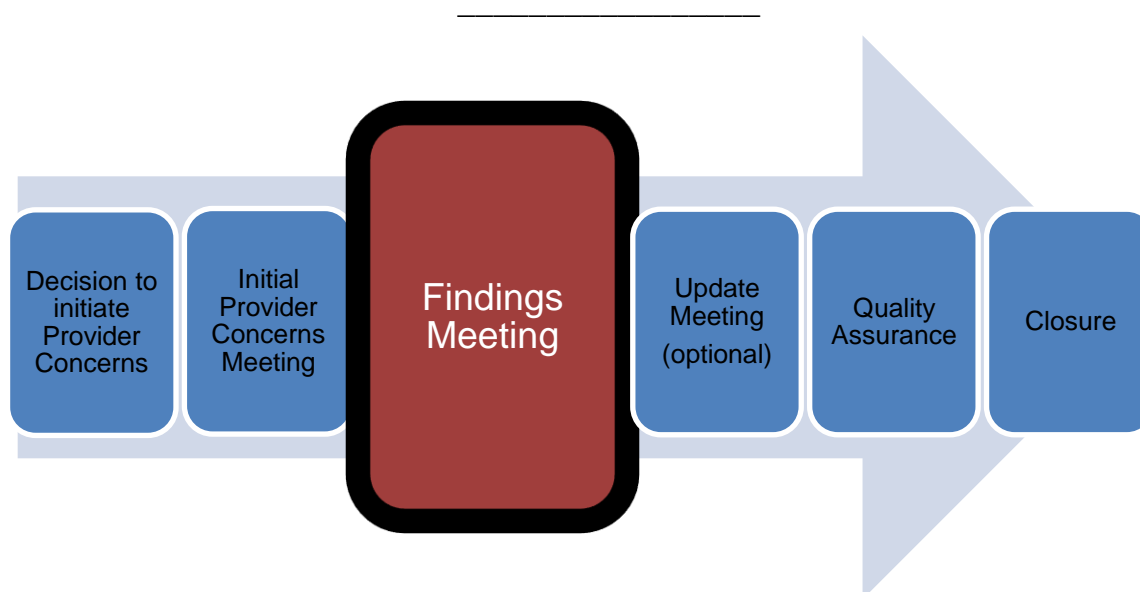 Decision to
initiate
Provider
Concerns
Initial
Provider
Concerns
Meeting
Findings
Meeting
Update
Meeting
(optional)
Quality
Assurance
Closure